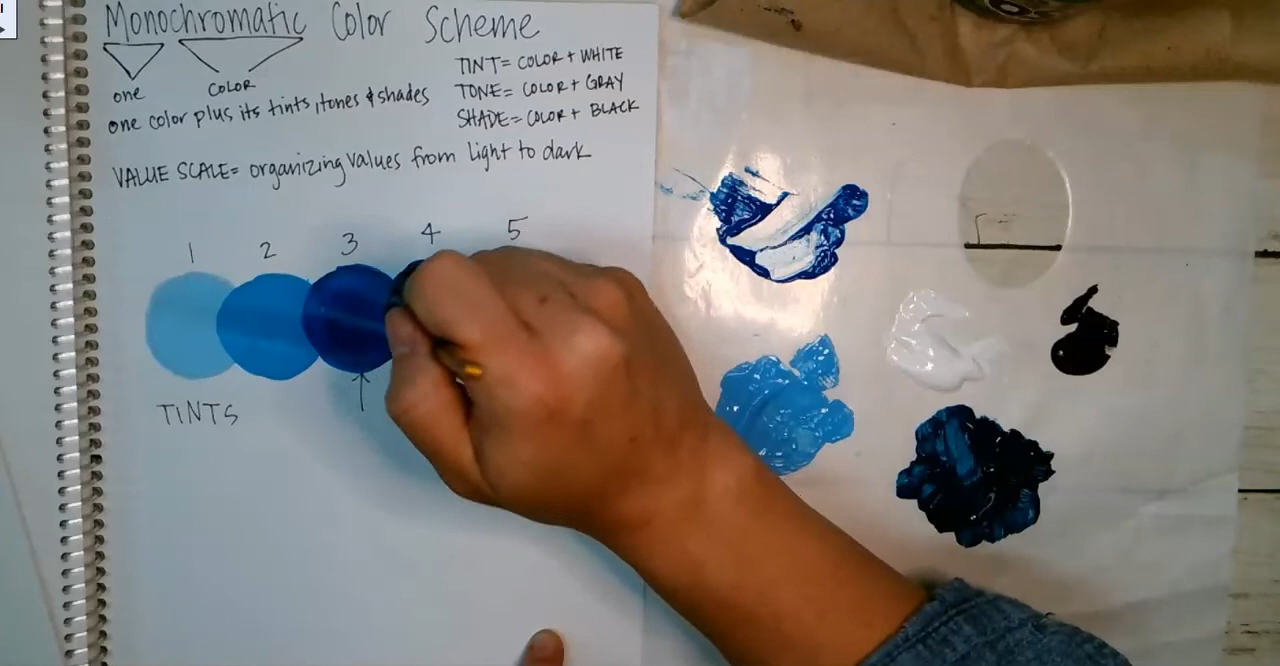 Monochromatic Color Scheme
one COLOR
one color plus its tints, tones & shades
TINT= COLOR + WHITE
TONE= COLOR + GRAY
SHADE= COLOR + BLACK
VALUE SCALE= organizing values from light to dark
1 2 3 4 5
TINTS